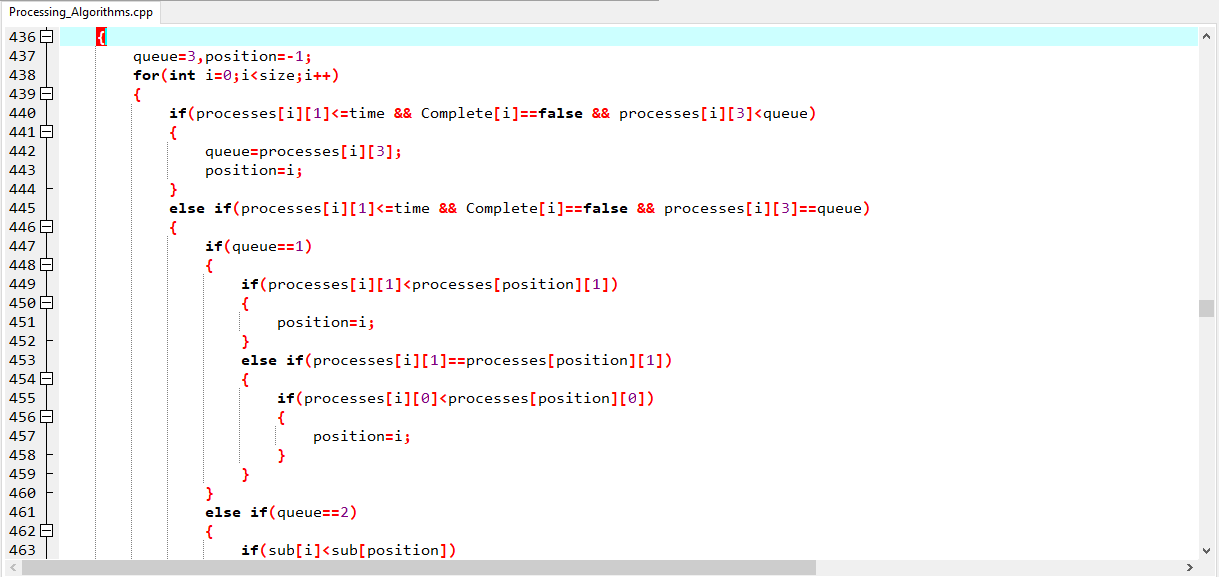 Processing_Algorithms.cpp
436 {
437 queue=3,position=-1;
438 for(int i=0;i<size;i++)
439 {
440 if(processes[i][1]<=time && Complete[i]==false && processes[i][3]<queue)
441 {
442 queue=processes[i][3];
443 position=i;
444 }
445 else if(processes[i][1]<=time && Complete[i]==false && processes[i][3]==queue)
446 {
447 if(queue==1)
448 {
449 if(processes[i][1]<processes[position][1])
450 {
451 position=i;
452 }
453 else if(processes[i][1]==processes[position][1])
454 {
455 if(processes[i][0]<processes[position][0])
456 {
457 position=i;
458 }
459 }
460 }
461 else if(queue==2)
462 {
463 if(sub[i]<sub[position])